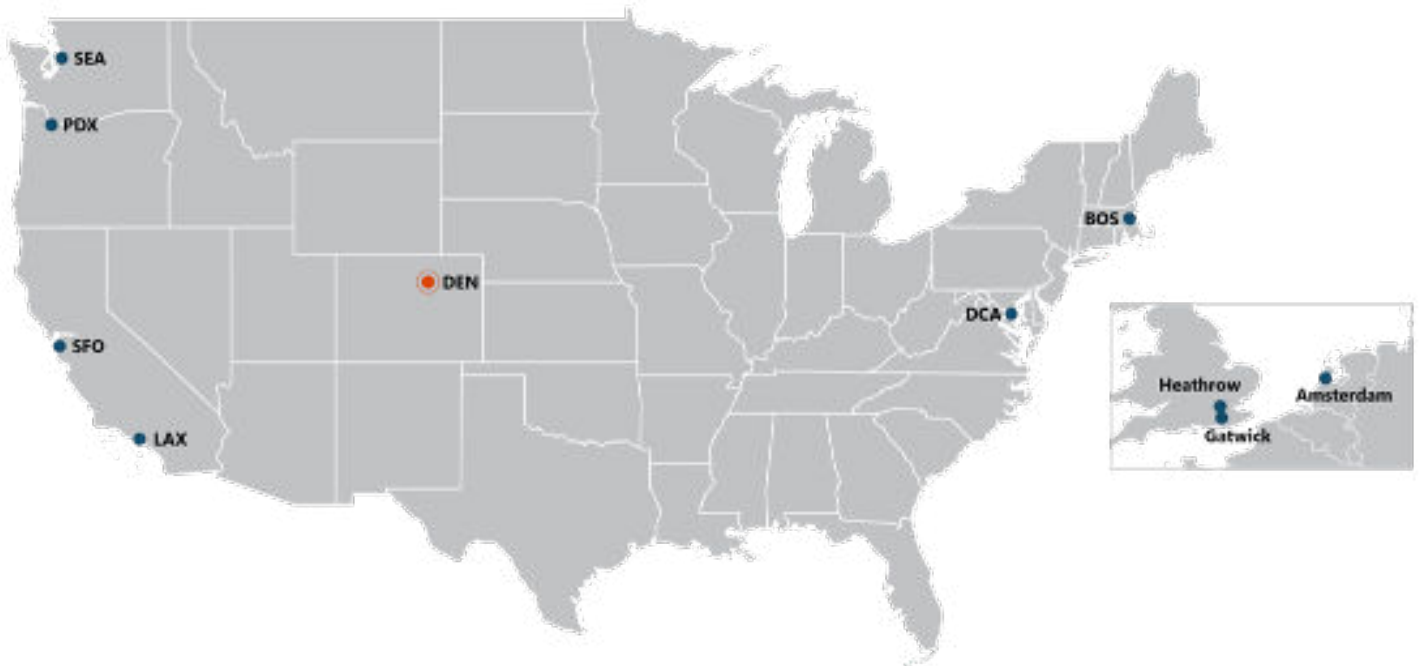 SEA
PDX
BOS
DEN
DCA
SFO
Heathrow
Amsterdam
Gatwick
LAX